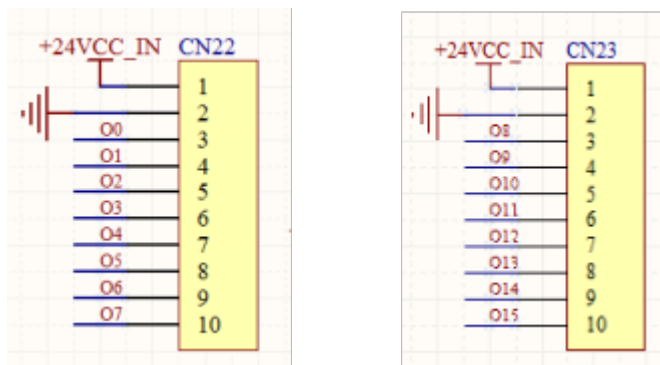 +24VCC_IN CN22
1
2
O0 3
O1 4
O2 5
O3 6
O4 7
O5 8
O6 9
O7 10
+24VCC_IN CN23
1
2
O8 3
O9 4
O10 5
O11 6
O12 7
O13 8
O14 9
O15 10